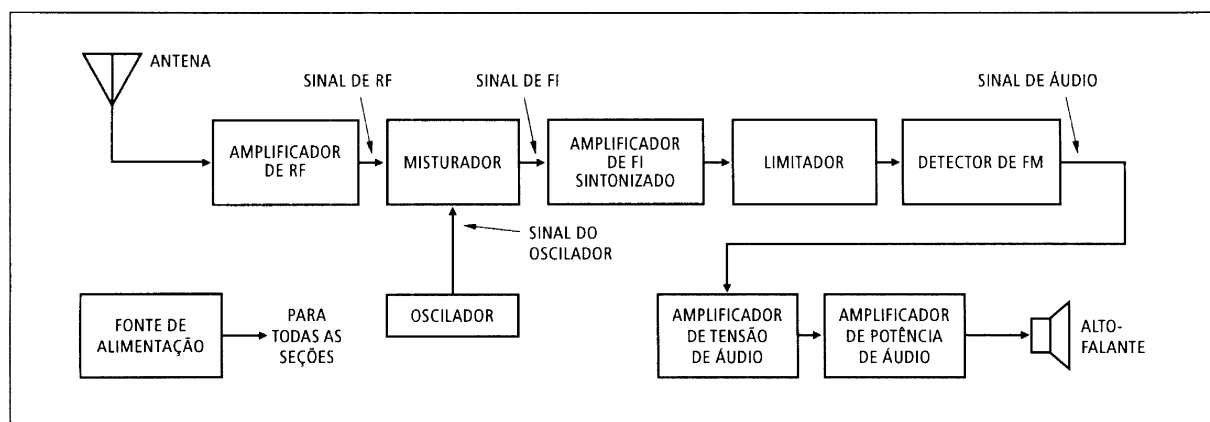 ANTENA
SINAL DE RF
SINAL DE FI
SINAL DE ÁUDIO
AMPLIFICADOR
DE RF
MISTURADOR
AMPLIFICADOR
DE FI
SINTONIZADO
LIMITADOR
DETECTOR DE FM
SINAL DO
OSCILADOR
FONTE DE
ALIMENTAÇÃO
PARA
TODAS AS
SEÇÕES
OSCILADOR
AMPLIFICADOR
DE TENSÃO
DE ÁUDIO
AMPLIFICADOR
DE POTÊNCIA
DE ÁUDIO
ALTO-
FALANTE